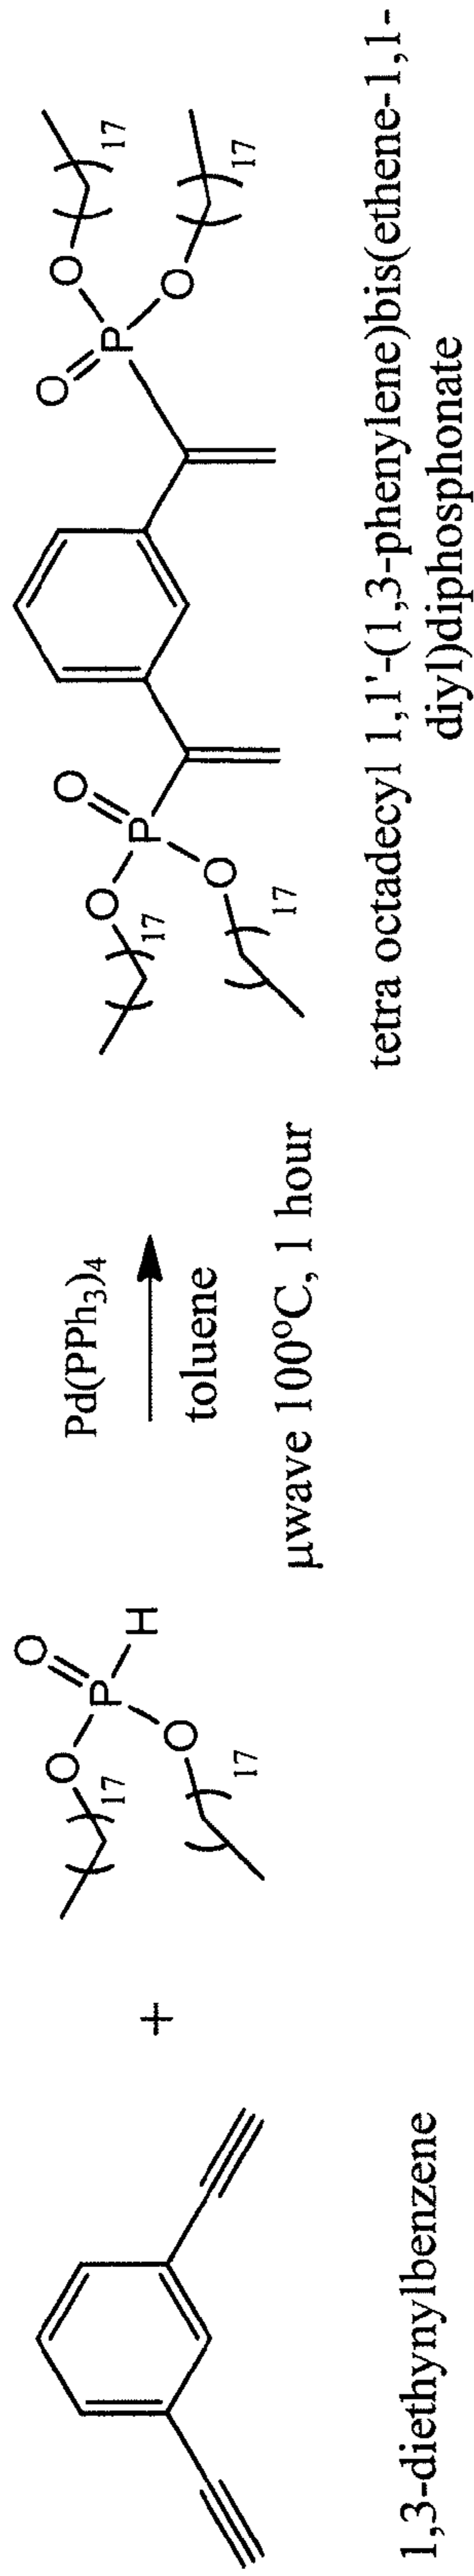 1,3-diethynylbenzene
+
O
O P H
( )17 O
( )17
Pd(PPh₃)₄
toluene
µwave 100°C, 1 hour
O O
O P P O
( )17 O O ( )17
( )17 ( )17
tetra octadecyl 1,1'-(1,3-phenylene)bis(ethene-1,1-
diyl)diphosphonate